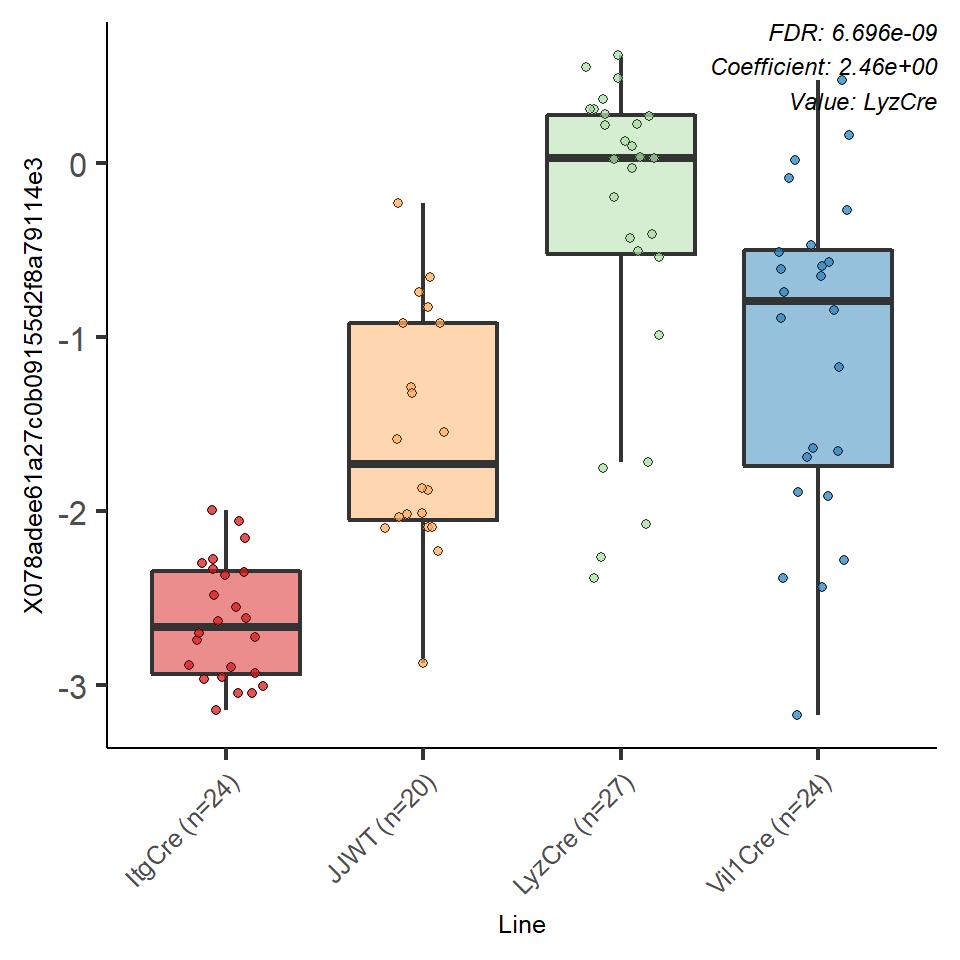 FDR: 6.696e-09
Coefficient: 2.46e+00
Value: LyzCre
X078adee61a27c0b09155d2f8a79114e3
0
-1
-2
-3
ItgCre (n=24)
JJWT (n=20)
LyzCre (n=27)
Vil1Cre (n=24)
Line